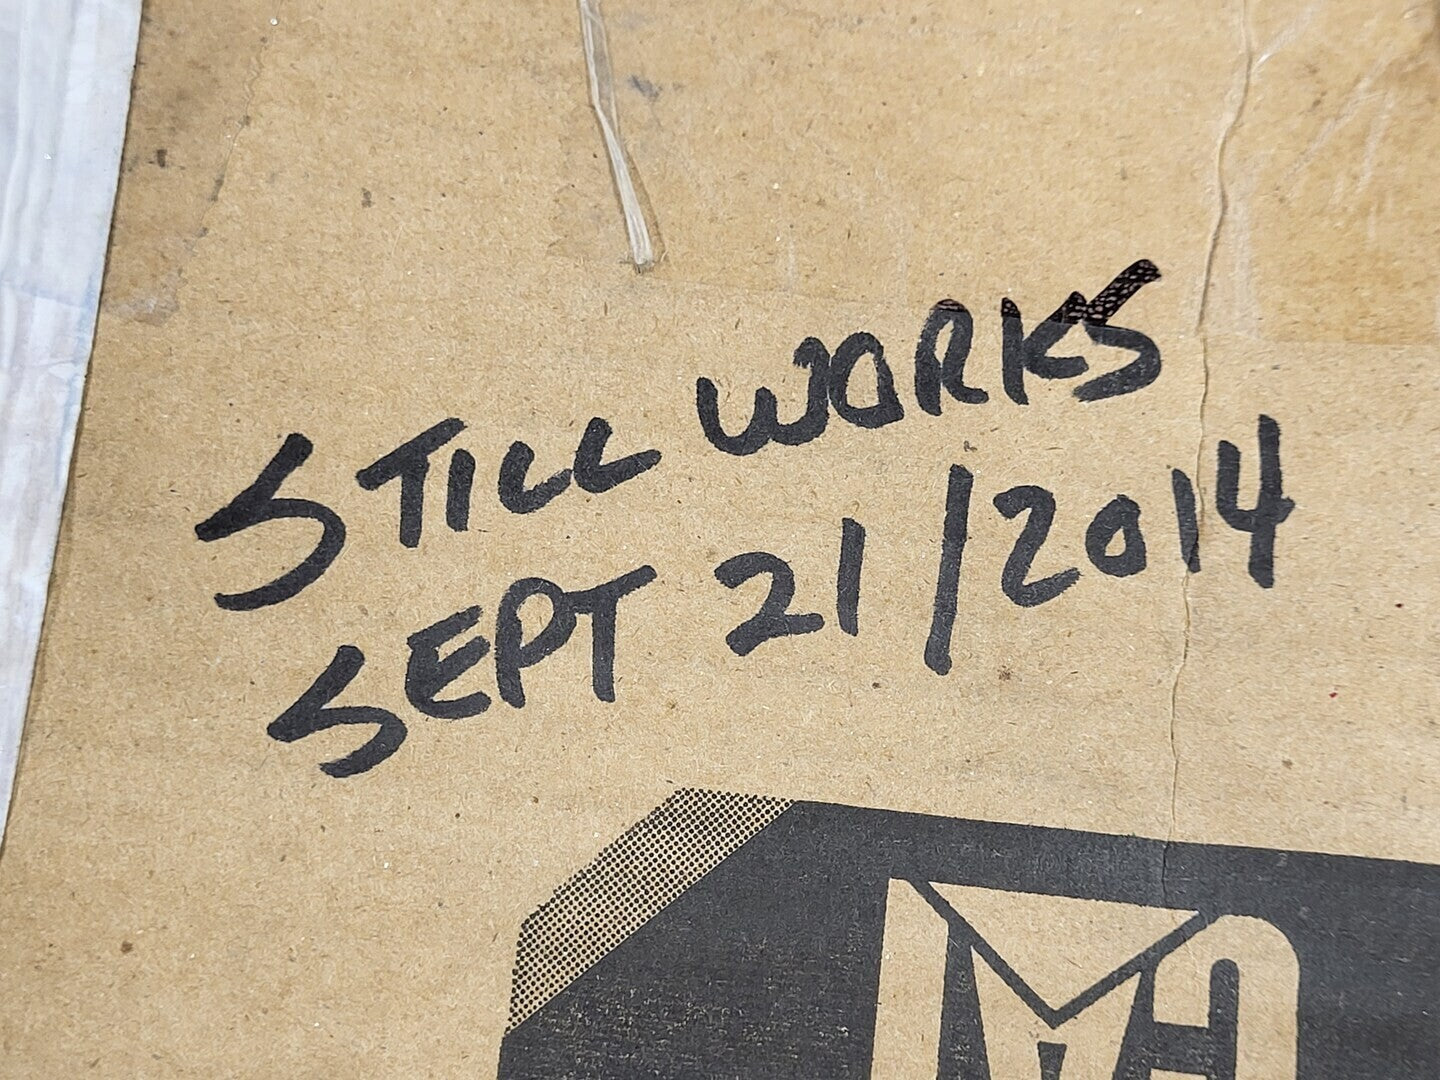 STILL WORKS
SEPT 21/2014